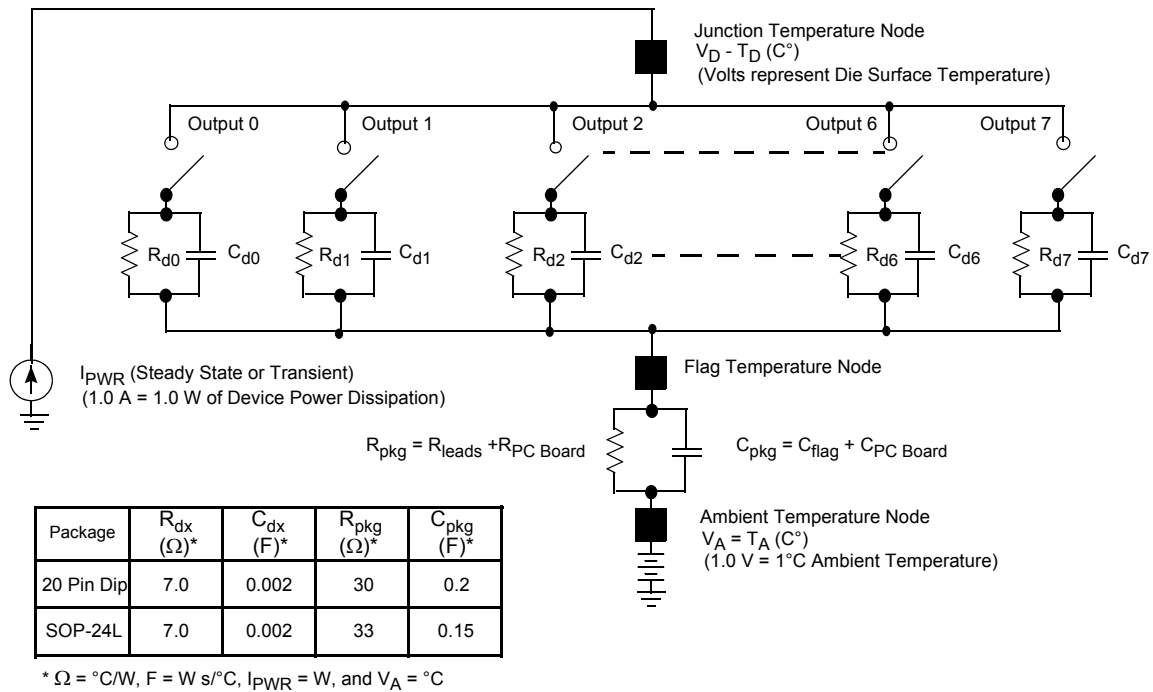 Junction Temperature Node
V_D - T_D (C°)
(Volts represent Die Surface Temperature)
Output 0
Output 1
Output 2
Output 6
Output 7
R_d0
C_d0
R_d1
C_d1
R_d2
C_d2
R_d6
C_d6
R_d7
C_d7
I_PWR (Steady State or Transient)
(1.0 A = 1.0 W of Device Power Dissipation)
Flag Temperature Node
R_pkg = R_leads +R_PC Board
C_pkg = C_flag + C_PC Board
Ambient Temperature Node
V_A = T_A (C°)
(1.0 V = 1°C Ambient Temperature)
Package R_dx (Ω)* C_dx (F)* R_pkg (Ω)* C_pkg (F)*
20 Pin Dip 7.0 0.002 30 0.2
SOP-24L 7.0 0.002 33 0.15
* Ω = °C/W, F = W s/°C, I_PWR = W, and V_A = °C